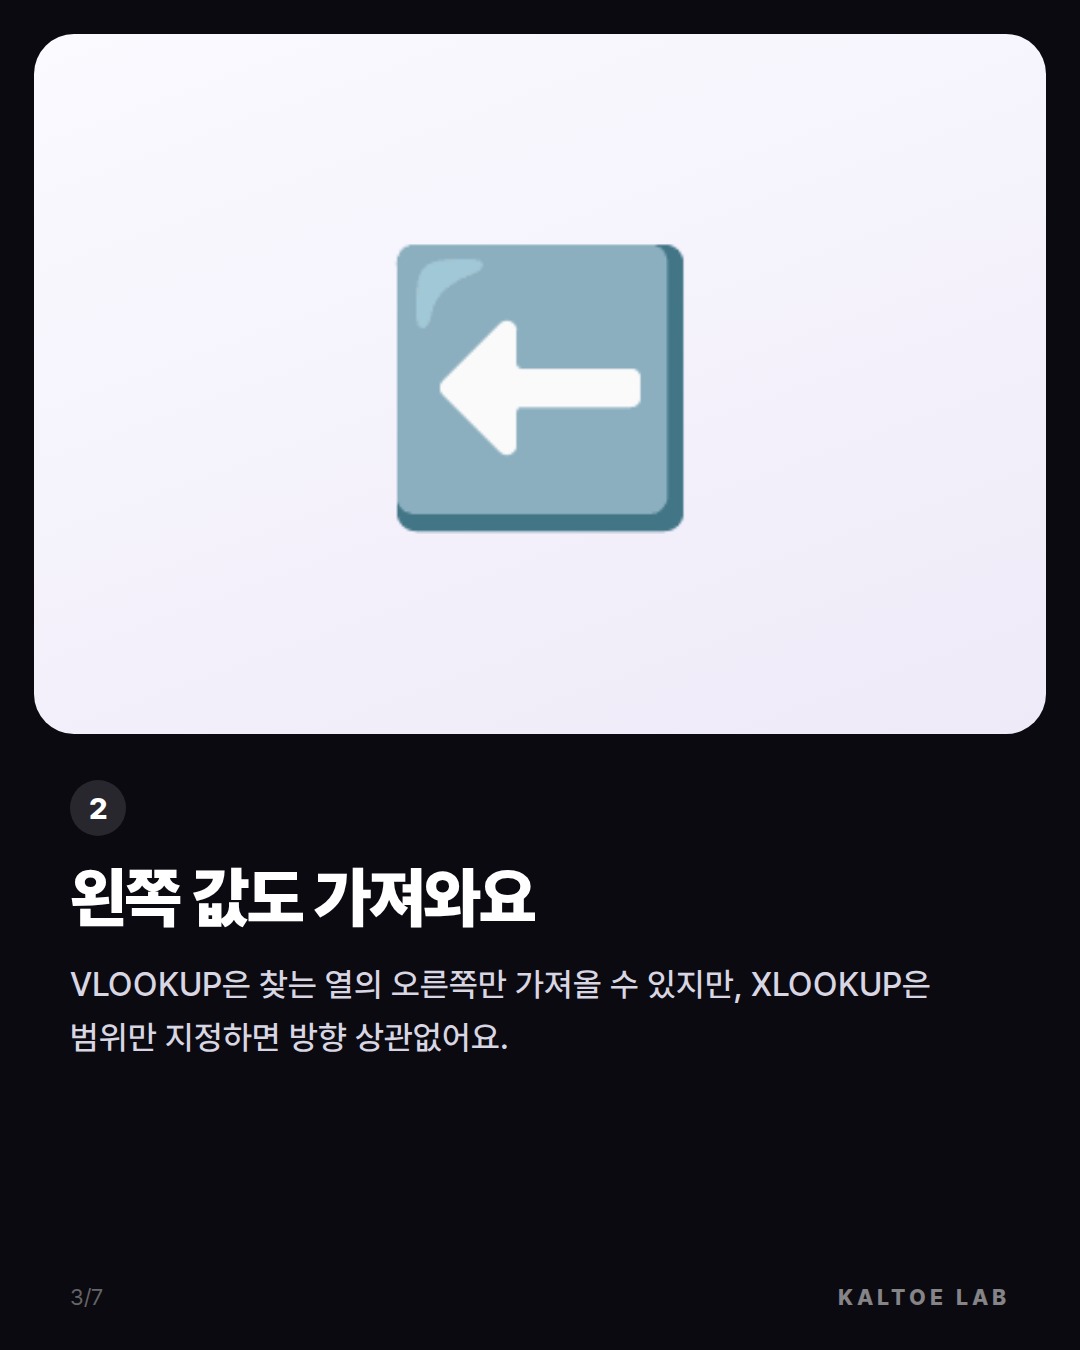 2
왼쪽 값도 가져와요
VLOOKUP은 찾는 열의 오른쪽만 가져올 수 있지만, XLOOKUP은
범위만 지정하면 방향 상관없어요.
3/7
KALTOE LAB